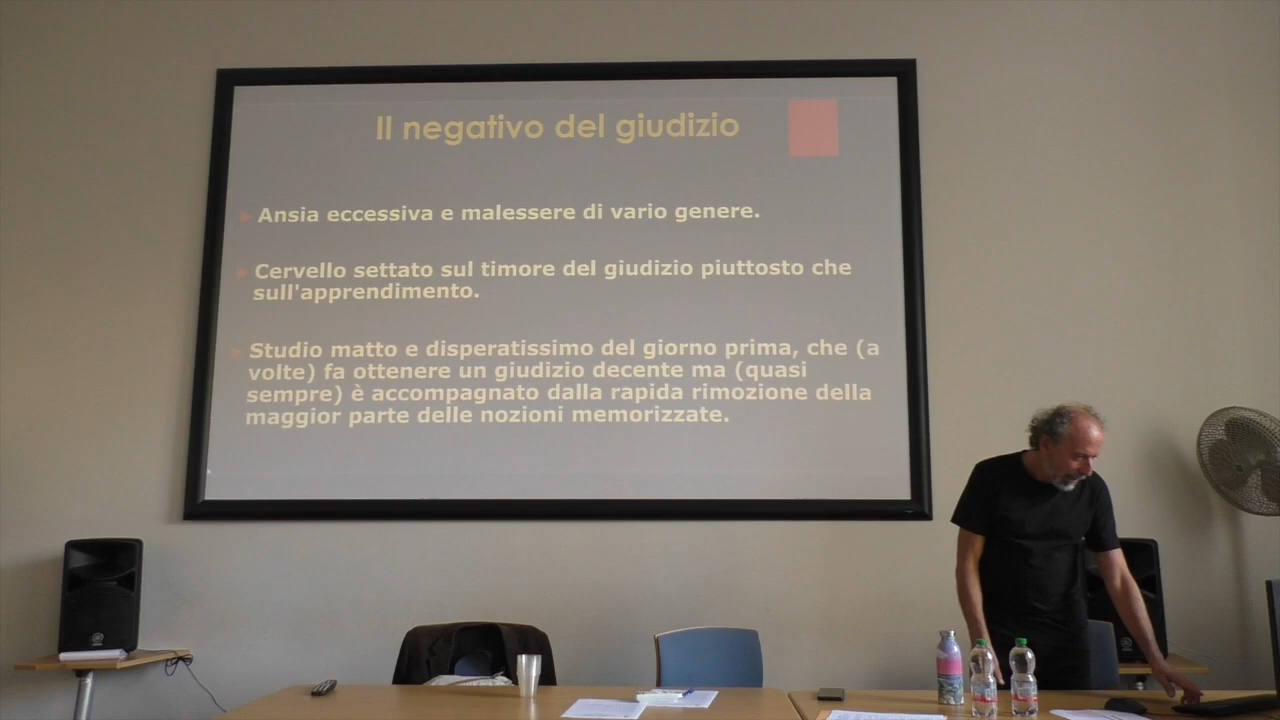 Il negativo del giudizio
Ansia eccessiva e malessere di vario genere.
Cervello settato sul timore del giudizio piuttosto che
sull'apprendimento.
Studio matto e disperatissimo del giorno prima, che (a
volte) fa ottenere un giudizio decente ma (quasi
sempre) è accompagnato dalla rapida rimozione della
maggior parte delle nozioni memorizzate.